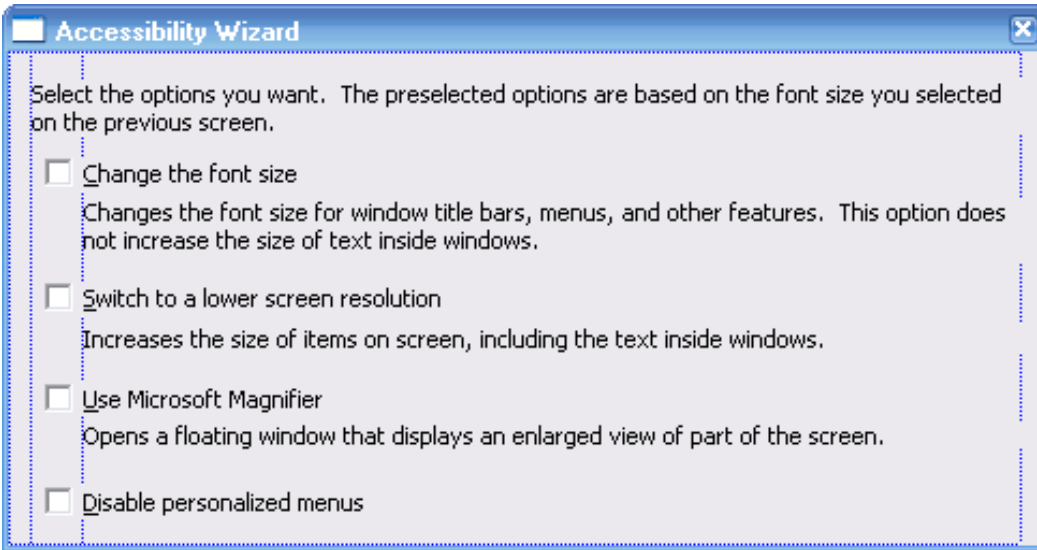 Accessibility Wizard
Select the options you want.  The preselected options are based on the font size you selected
on the previous screen.
Change the font size
Changes the font size for window title bars, menus, and other features.  This option does
not increase the size of text inside windows.
Switch to a lower screen resolution
Increases the size of items on screen, including the text inside windows.
Use Microsoft Magnifier
Opens a floating window that displays an enlarged view of part of the screen.
Disable personalized menus